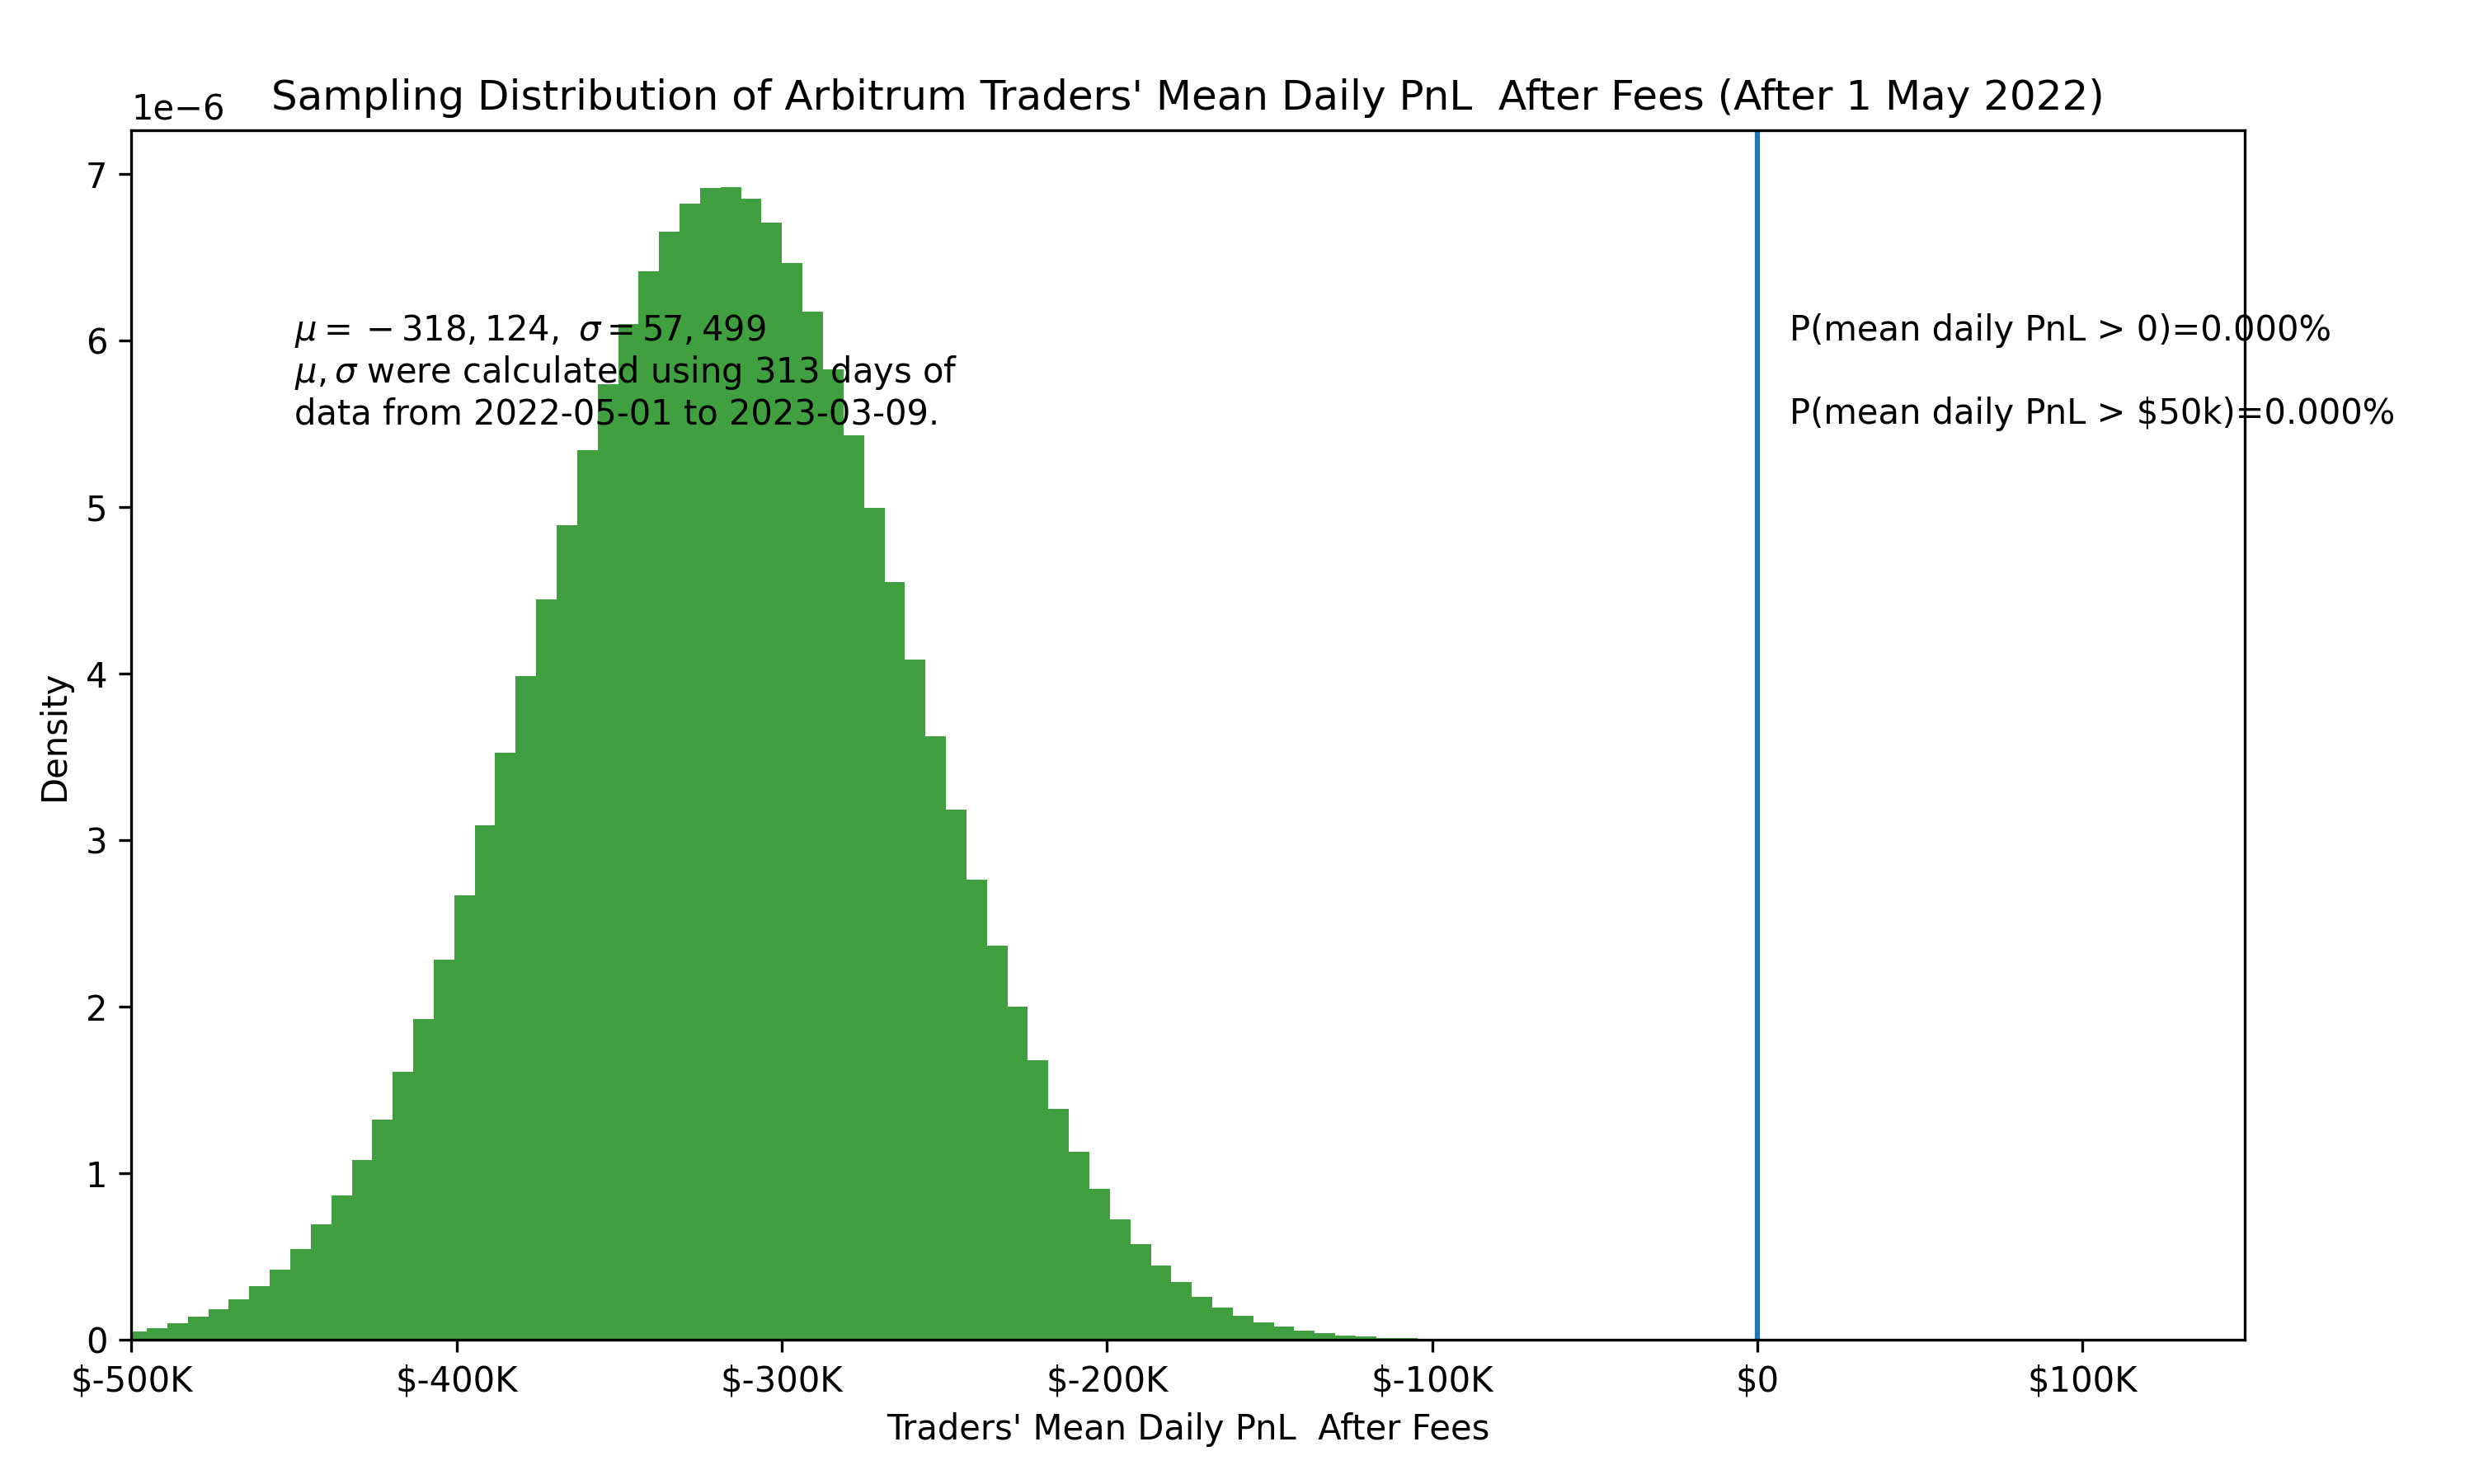 1e−6
Sampling Distribution of Arbitrum Traders' Mean Daily PnL  After Fees (After 1 May 2022)
7
6
5
4
3
2
1
0
Density
μ = −318,124, σ = 57,499
μ, σ were calculated using 313 days of
data from 2022-05-01 to 2023-03-09.
P(mean daily PnL > 0)=0.000%
P(mean daily PnL > $50k)=0.000%
$-500K $-400K $-300K $-200K $-100K $0 $100K
Traders' Mean Daily PnL  After Fees